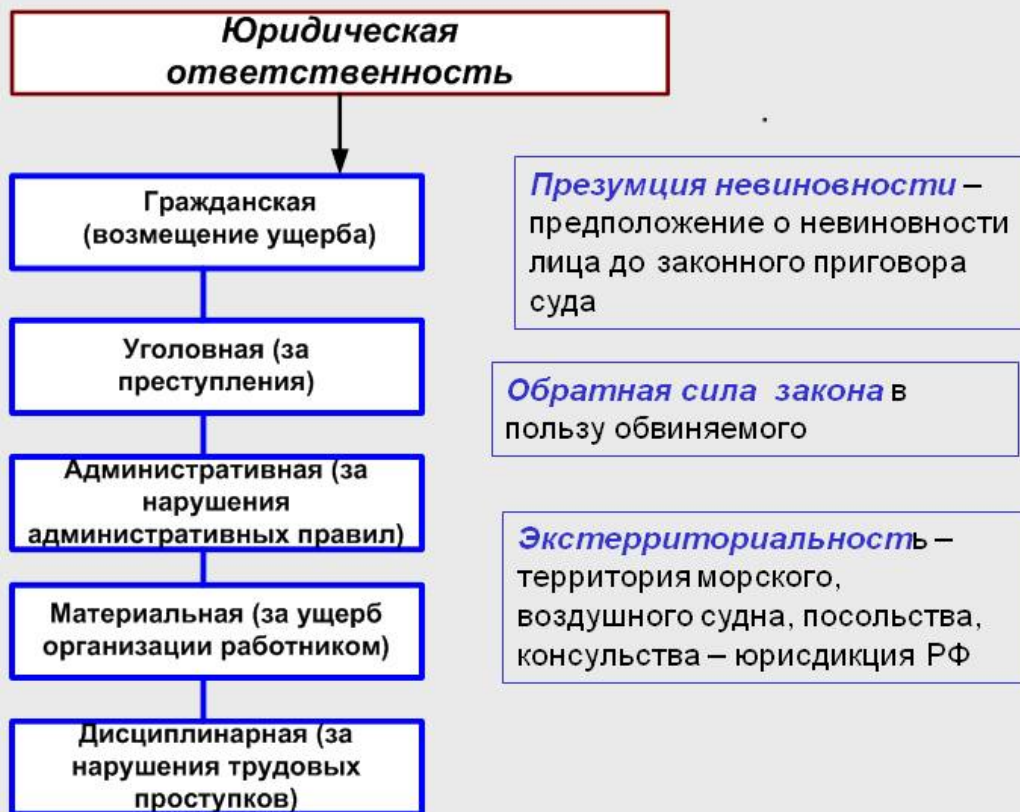 Юридическая
ответственность
Гражданская
(возмещение ущерба)
Уголовная (за
преступления)
Административная (за
нарушения
административных правил)
Материальная (за ущерб
организации работником)
Дисциплинарная (за
нарушения трудовых
проступков)
Презумция невиновности –
предположение о невиновности
лица до законного приговора
суда
Обратная сила закона в
пользу обвиняемого
Экстерриториальность –
территория морского,
воздушного судна, посольства,
консульства – юрисдикция РФ